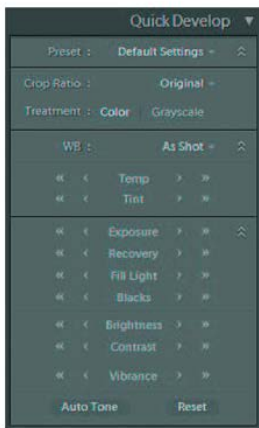 Quick Develop ▼
Preset : Default Settings
Crop Ratio : Original
Treatment : Color | Grayscale
WB : As Shot
« ‹ Temp › »
« ‹ Tint › »
« ‹ Exposure › »
« ‹ Recovery › »
« ‹ Fill Light › »
« ‹ Blacks › »
« ‹ Brightness › »
« ‹ Contrast › »
« ‹ Vibrance › »
Auto Tone Reset